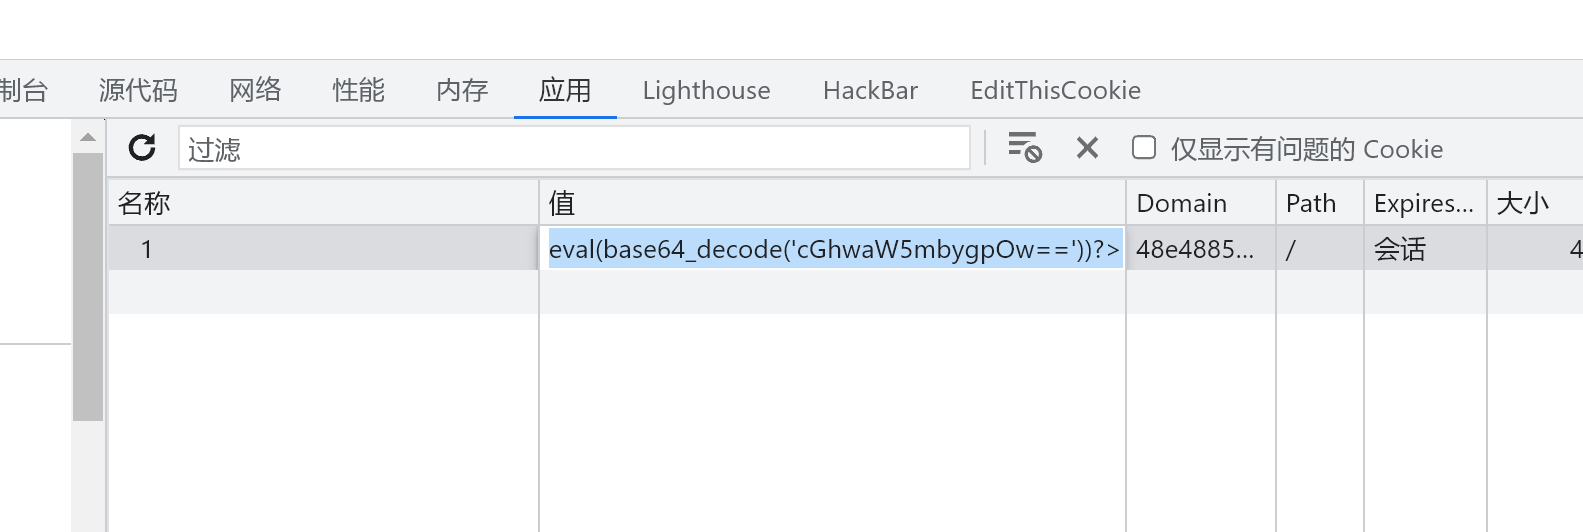 制台 源代码 网络 性能 内存 应用 Lighthouse HackBar EditThisCookie
过滤 仅显示有问题的 Cookie
名称 值 Domain Path Expires... 大小
1 eval(base64_decode('cGhwaW5mbygpOw=='))?> 48e4885... / 会话 4